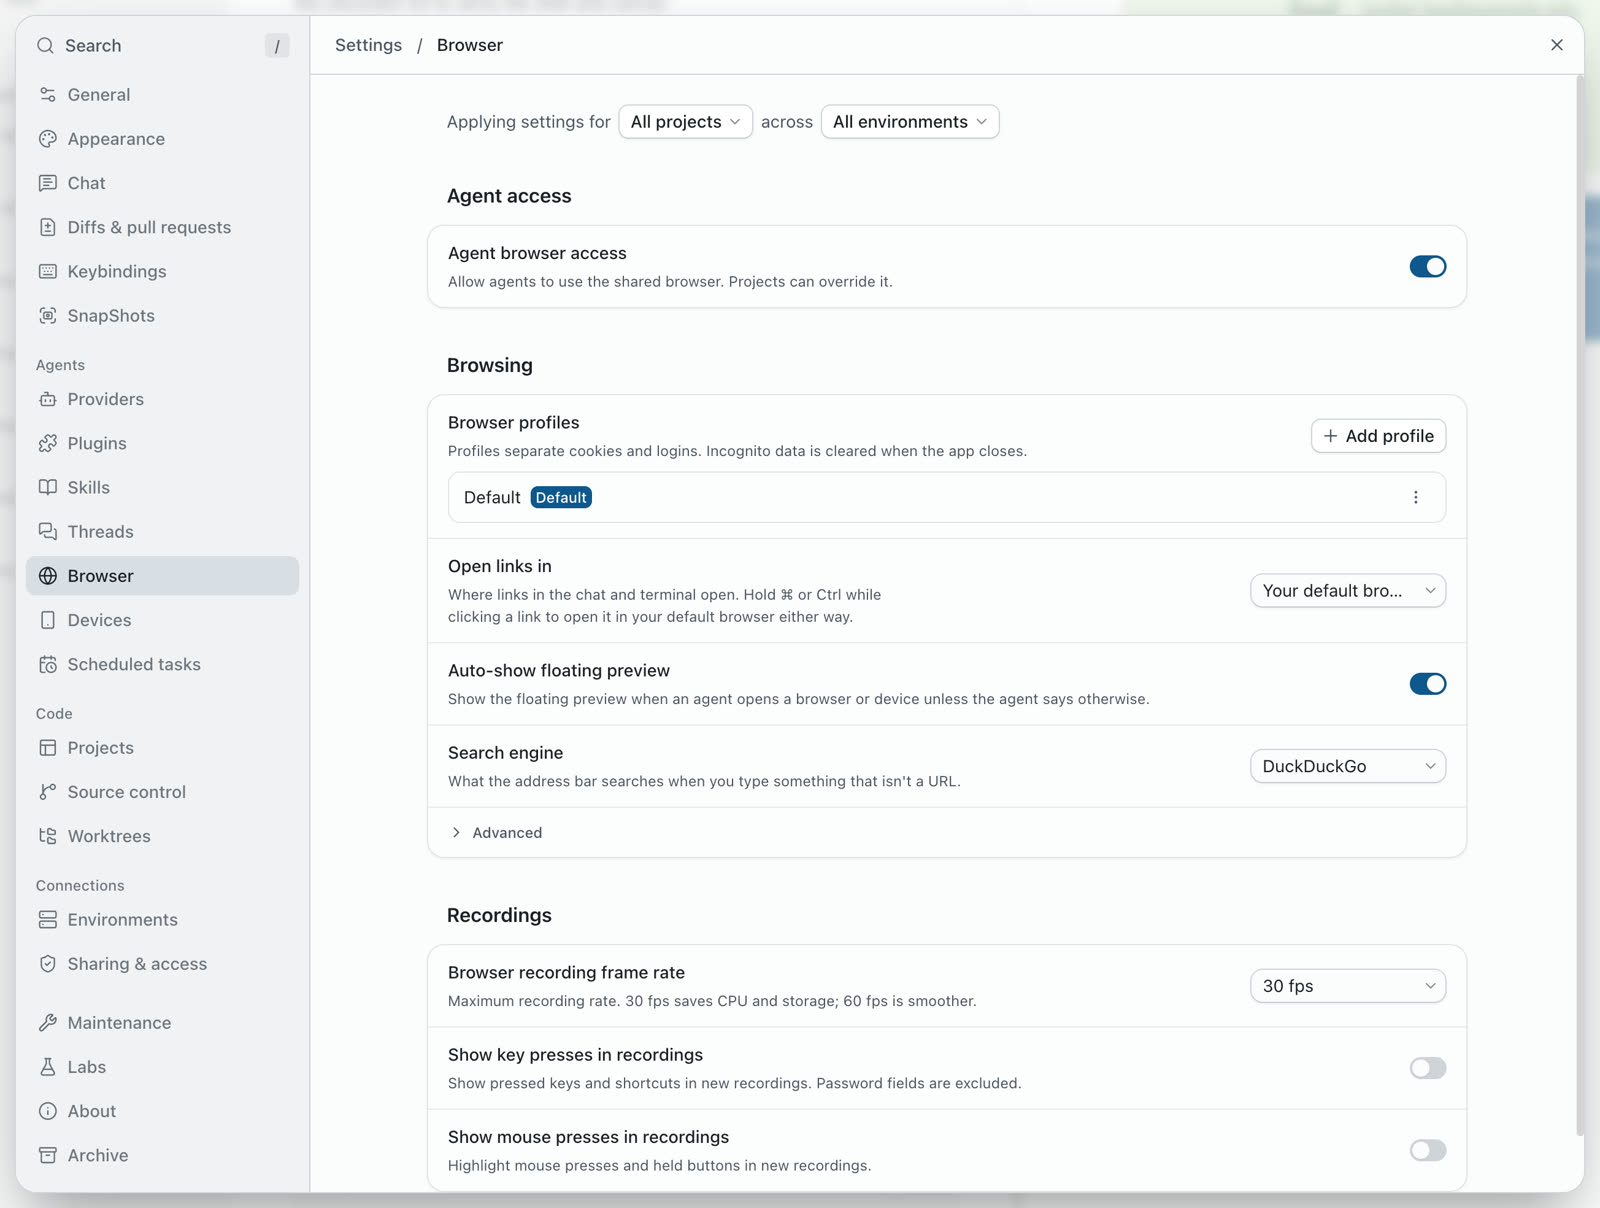 Search
/
General
Appearance
Chat
Diffs & pull requests
Keybindings
SnapShots
Agents
Providers
Plugins
Skills
Threads
Browser
Devices
Scheduled tasks
Code
Projects
Source control
Worktrees
Connections
Environments
Sharing & access
Maintenance
Labs
About
Archive
Settings / Browser
Applying settings for All projects across All environments
Agent access
Agent browser access
Allow agents to use the shared browser. Projects can override it.
Browsing
Browser profiles
Profiles separate cookies and logins. Incognito data is cleared when the app closes.
Add profile
Default Default
Open links in
Where links in the chat and terminal open. Hold ⌘ or Ctrl while
clicking a link to open it in your default browser either way.
Your default bro...
Auto-show floating preview
Show the floating preview when an agent opens a browser or device unless the agent says otherwise.
Search engine
What the address bar searches when you type something that isn't a URL.
DuckDuckGo
Advanced
Recordings
Browser recording frame rate
Maximum recording rate. 30 fps saves CPU and storage; 60 fps is smoother.
30 fps
Show key presses in recordings
Show pressed keys and shortcuts in new recordings. Password fields are excluded.
Show mouse presses in recordings
Highlight mouse presses and held buttons in new recordings.